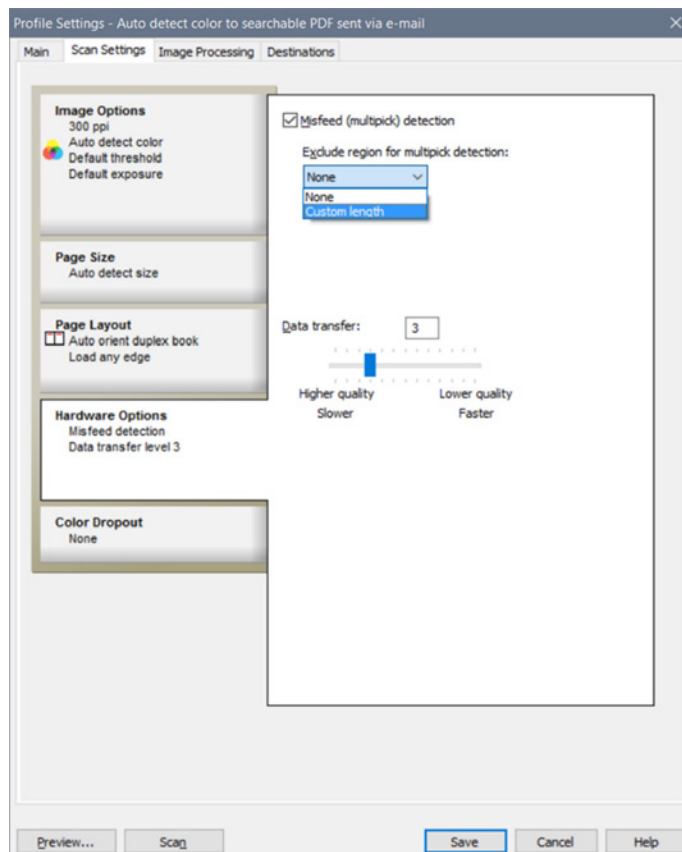 Profile Settings - Auto detect color to searchable PDF sent via e-mail
Main Scan Settings Image Processing Destinations
Image Options
300 ppi
Auto detect color
Default threshold
Default exposure
Page Size
Auto detect size
Page Layout
Auto orient duplex book
Load any edge
Hardware Options
Misfeed detection
Data transfer level 3
Color Dropout
None
Misfeed (multipick) detection
Exclude region for multipick detection:
None
None
Custom length
Data transfer: 3
Higher quality Lower quality
Slower Faster
Preview... Scan Save Cancel Help